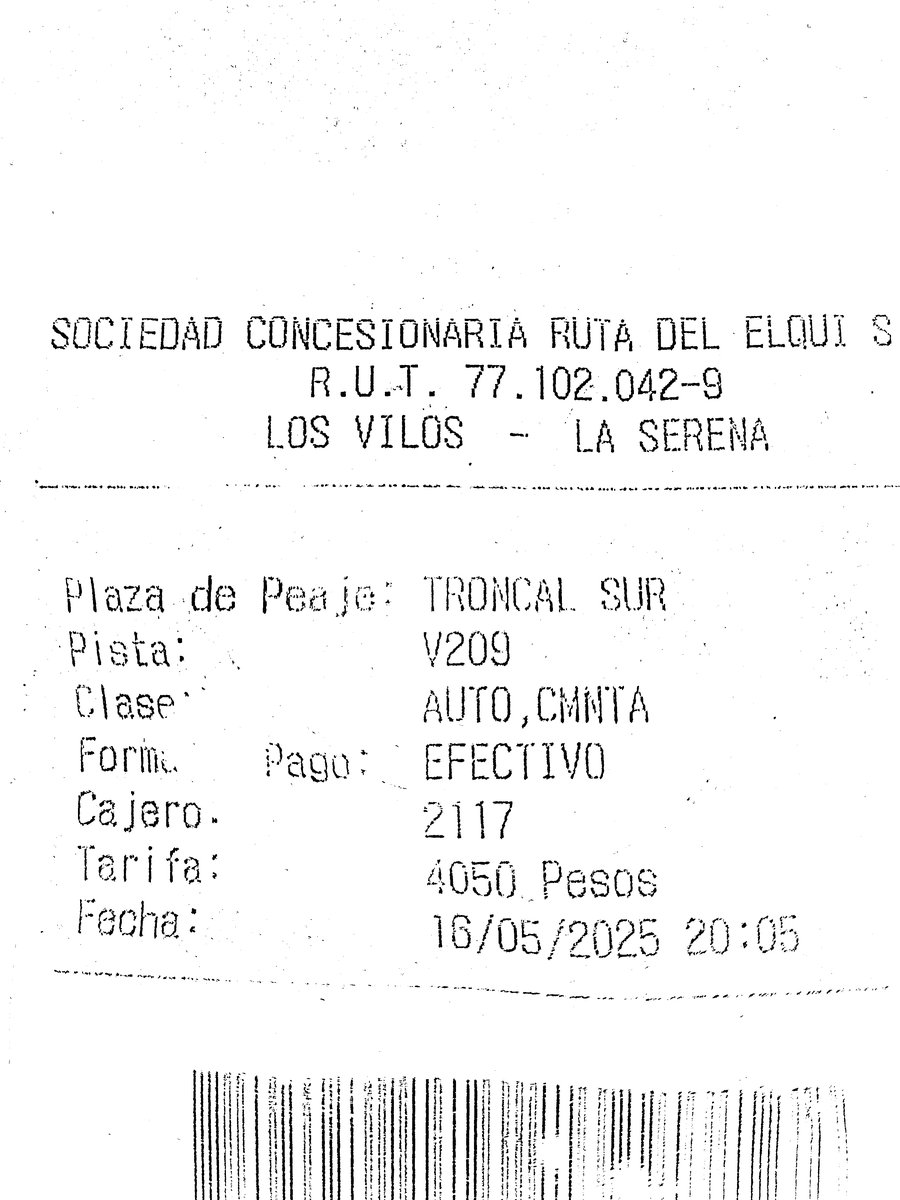 SOCIEDAD CONCESIONARIA RUTA DEL ELQUI S
R.U.T. 77.102.042-9
LOS VILOS - LA SERENA
Plaza de Peaje: TRONCAL SUR
Pista: V209
Clase AUTO,CMNTA
Form Pago: EFECTIVO
Cajero. 2117
Tarifa: 4050 Pesos
Fecha: 16/05/2025 20:05